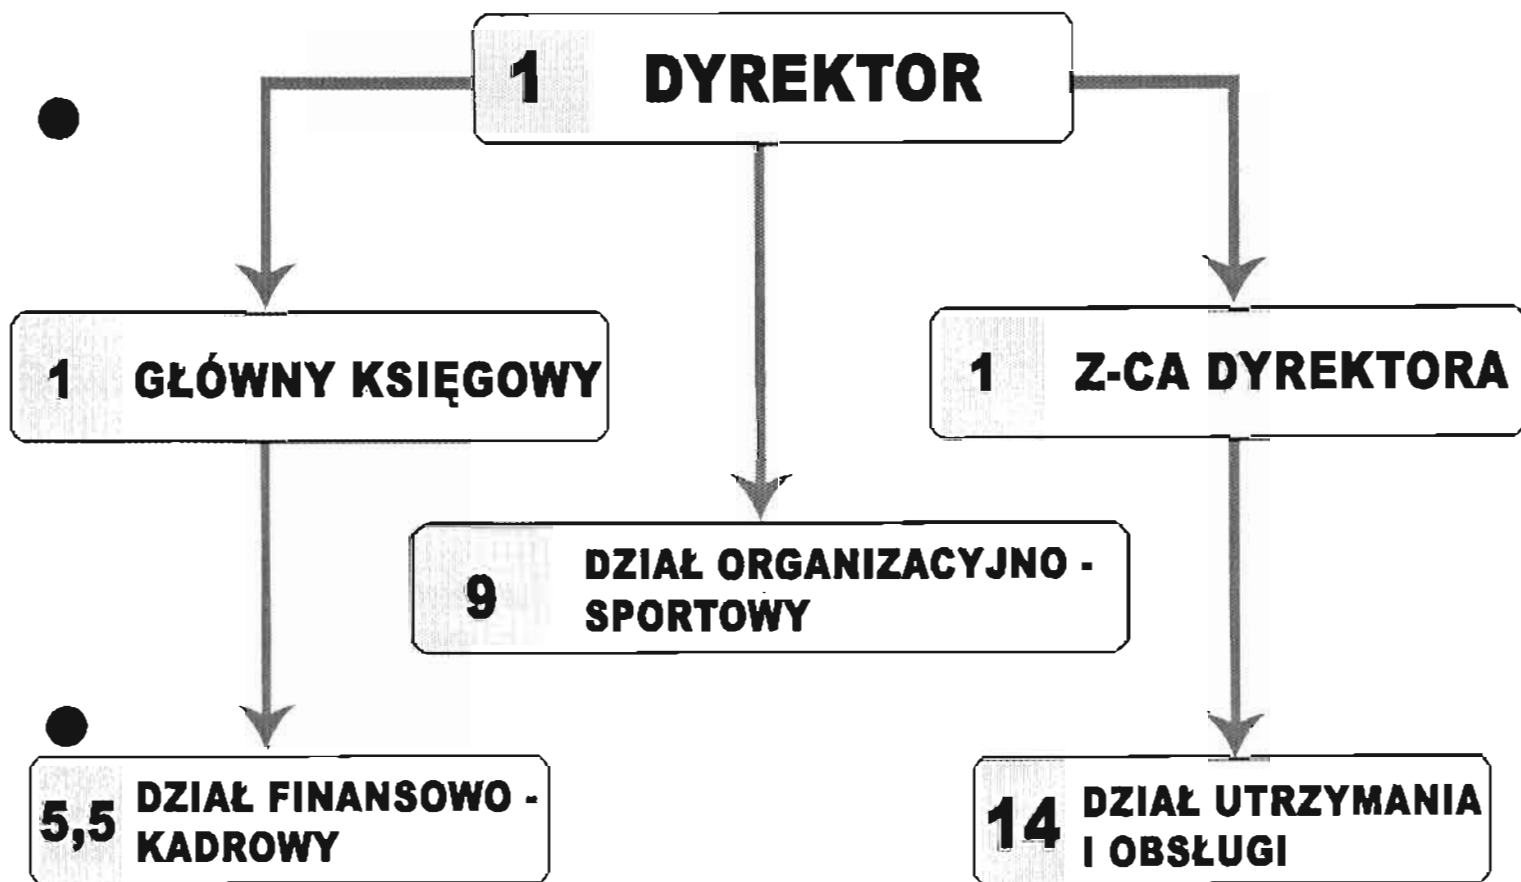 1 DYREKTOR
1 GŁÓWNY KSIĘGOWY
1 Z-CA DYREKTORA
9 DZIAŁ ORGANIZACYJNO -
SPORTOWY
5,5 DZIAŁ FINANSOWO -
KADROWY
14 DZIAŁ UTRZYMANIA
I OBSŁUGI